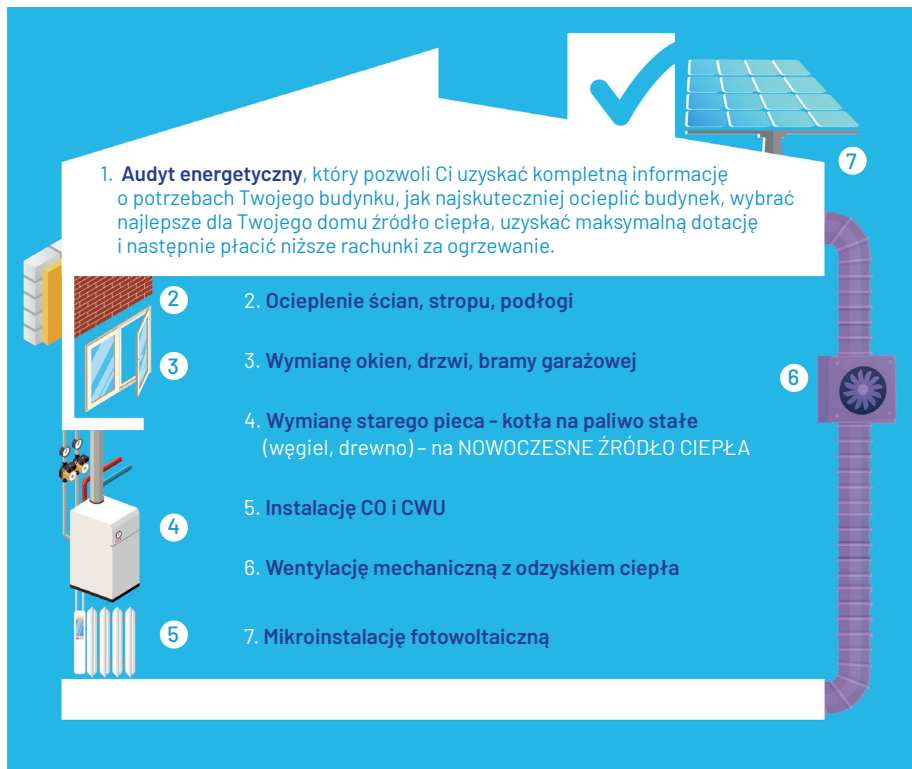 1. Audyt energetyczny, który pozwoli Ci uzyskać kompletną informację
o potrzebach Twojego budynku, jak najskuteczniej ocieplić budynek, wybrać
najlepsze dla Twojego domu źródło ciepła, uzyskać maksymalną dotację
i następnie płacić niższe rachunki za ogrzewanie.
7
2
2. Ocieplenie ścian, stropu, podłogi
3
3. Wymianę okien, drzwi, bramy garażowej
6
4. Wymianę starego pieca - kotła na paliwo stałe
(węgiel, drewno) – na NOWOCZESNE ŹRÓDŁO CIEPŁA
4
5. Instalację CO i CWU
6. Wentylację mechaniczną z odzyskiem ciepła
5
7. Mikroinstalację fotowoltaiczną